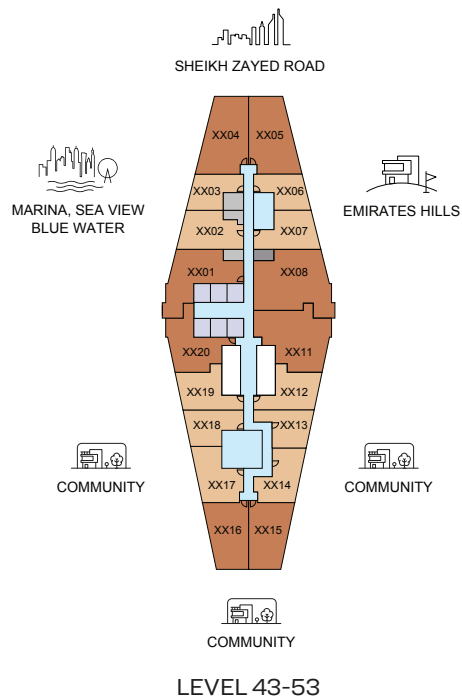 SHEIKH ZAYED ROAD
XX04 XX05
MARINA, SEA VIEW
BLUE WATER
XX03 XX06
EMIRATES HILLS
XX02 XX07
XX01 XX08
XX20 XX11
XX19 XX12
XX18 XX13
COMMUNITY
COMMUNITY
XX17 XX14
XX16 XX15
COMMUNITY
LEVEL 43-53